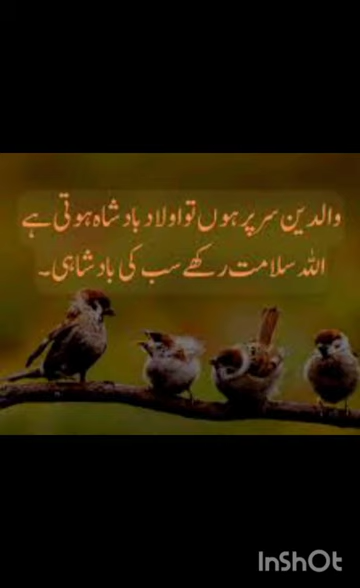 والدین سر پر ہوں تو اولاد بادشاہ ہوتی ہے
اللہ سلامت رکھے سب کی بادشاہی۔
InShOt